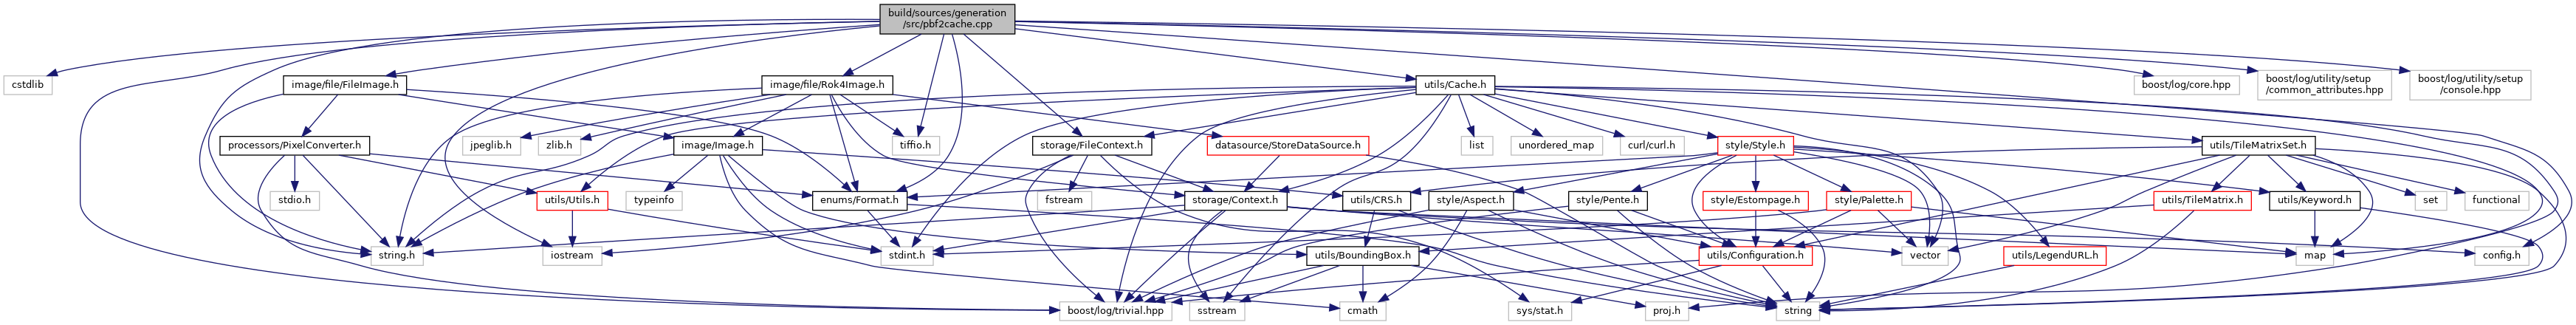 build/sources/generation
/src/pbf2cache.cpp
cstdlib
image/file/FileImage.h
image/file/Rok4Image.h
utils/Cache.h
boost/log/core.hpp
boost/log/utility/setup
/common_attributes.hpp
boost/log/utility/setup
/console.hpp
processors/PixelConverter.h
jpeglib.h
zlib.h
image/Image.h
tiffio.h
datasource/StoreDataSource.h
storage/FileContext.h
list
unordered_map
curl/curl.h
style/Style.h
utils/TileMatrixSet.h
stdio.h
utils/Utils.h
typeinfo
enums/Format.h
fstream
storage/Context.h
utils/CRS.h
style/Aspect.h
style/Pente.h
style/Estompage.h
style/Palette.h
utils/TileMatrix.h
utils/Keyword.h
set
functional
string.h
iostream
stdint.h
utils/BoundingBox.h
utils/Configuration.h
vector
utils/LegendURL.h
map
config.h
boost/log/trivial.hpp
sstream
cmath
sys/stat.h
proj.h
string